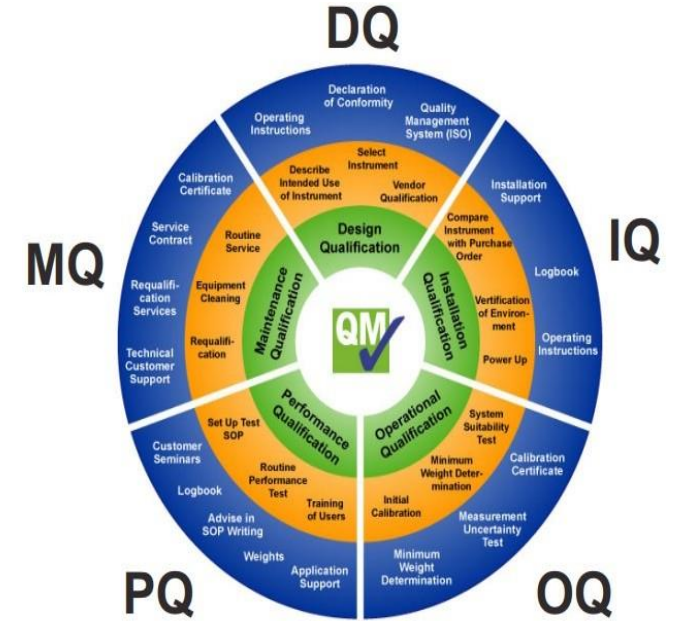 DQ
Declaration
of Conformity
Operating
Instructions
Quality
Management
System (ISO)
Select
Instrument
Describe
Intended Use
of Instrument
Vendor
Qualification
Design
Qualification
IQ
Installation
Support
Logbook
Operating
Instructions
Compare
Instrument
with Purchase
Order
Vertification
of Environ-
ment
Power Up
Installation
Qualification
OQ
Calibration
Certificate
Measurement
Uncertainty
Test
Minimum
Weight
Determination
System
Suitability
Test
Minimum
Weight Deter-
mination
Initial
Calibration
Operational
Qualification
PQ
Customer
Seminars
Logbook
Advise in
SOP Writing
Weights
Application
Support
Set Up Test
SOP
Routine
Performance
Test
Training
of Users
Performance
Qualification
MQ
Calibration
Certificate
Service
Contract
Requalifi-
cation
Services
Technical
Customer
Support
Routine
Service
Equipment
Cleaning
Requalifi-
cation
Maintenance
Qualification
QM